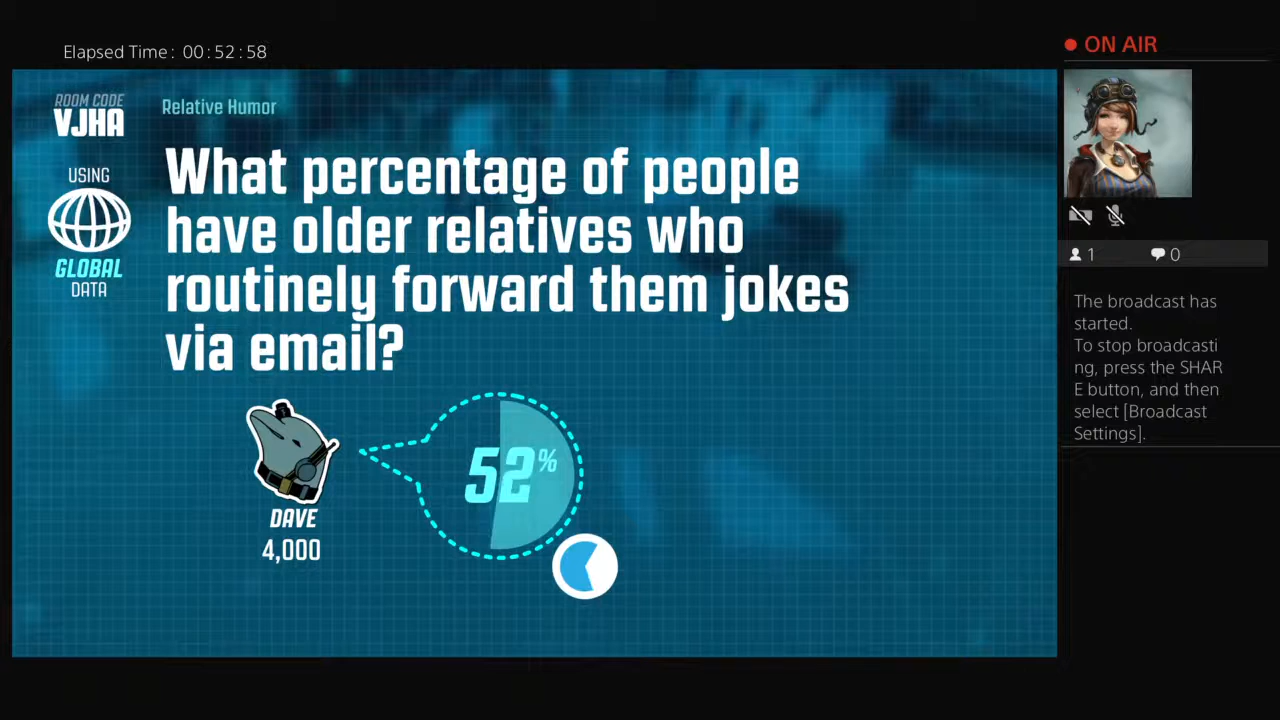 Elapsed Time: 00:52:58
ON AIR
ROOM CODE
VJHA
Relative Humor
USING
GLOBAL
DATA
What percentage of people
have older relatives who
routinely forward them jokes
via email?
52%
DAVE
4,000
1
0
The broadcast has
started.
To stop broadcasti
ng, press the SHAR
E button, and then
select [Broadcast
Settings].